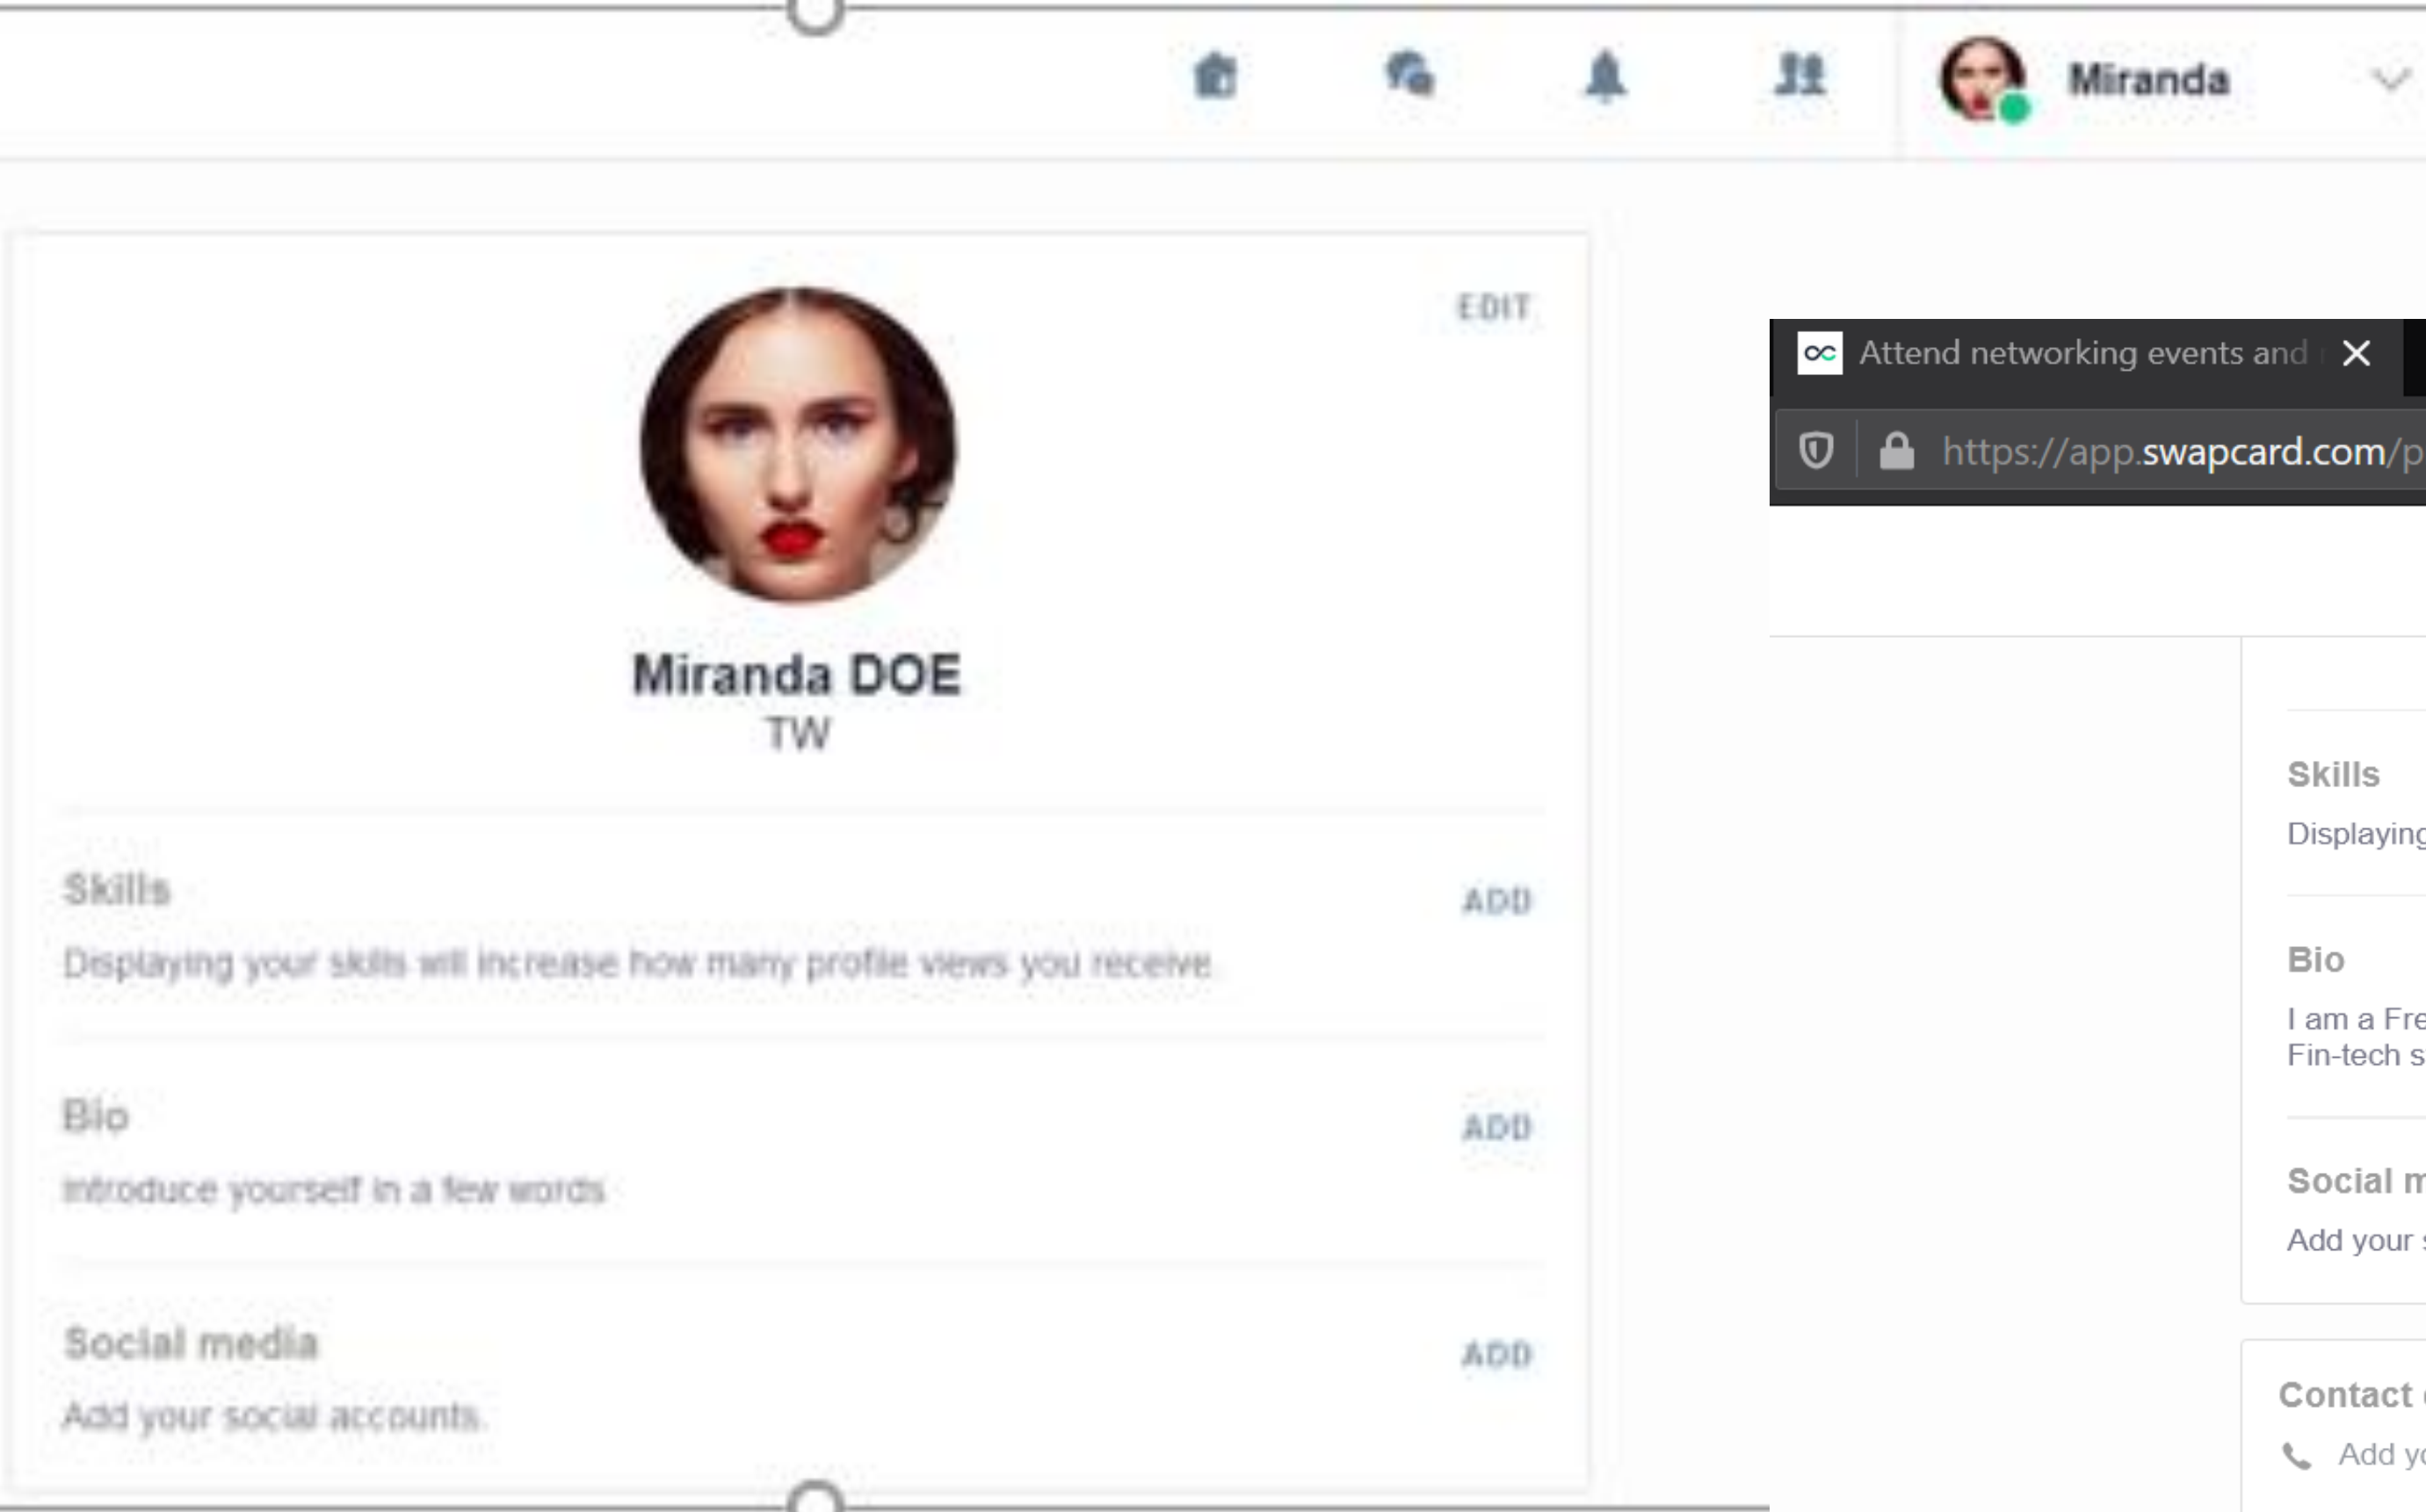 Miranda
EDIT
Miranda DOE
TW
Skills
ADD
Displaying your skills will increase how many profile views you receive.
Bio
ADD
Introduce yourself in a few words
Social media
ADD
Add your social accounts.
Attend networking events and
https://app.swapcard.com/p
Skills
Displaying
Bio
I am a Fre
Fin-tech s
Social m
Add your s
Contact
Add yo